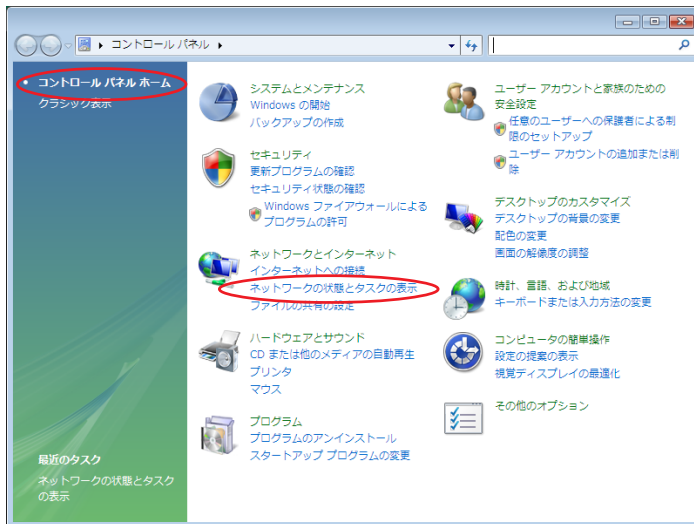 コントロール パネル
コントロール パネル ホーム
クラシック表示
最近のタスク
ネットワークの状態とタスク
の表示
システムとメンテナンス
Windows の開始
バックアップの作成
セキュリティ
更新プログラムの確認
セキュリティ状態の確認
Windows ファイアウォールによる
プログラムの許可
ネットワークとインターネット
インターネットへの接続
ネットワークの状態とタスクの表示
ファイルの共有の設定
ハードウェアとサウンド
CD または他のメディアの自動再生
プリンタ
マウス
プログラム
プログラムのアンインストール
スタートアップ プログラムの変更
ユーザー アカウントと家族のための
安全設定
任意のユーザーへの保護者による制
限のセットアップ
ユーザー アカウントの追加または削
除
デスクトップのカスタマイズ
デスクトップの背景の変更
配色の変更
画面の解像度の調整
時計、言語、および地域
キーボードまたは入力方法の変更
コンピュータの簡単操作
設定の提案の表示
視覚ディスプレイの最適化
その他のオプション